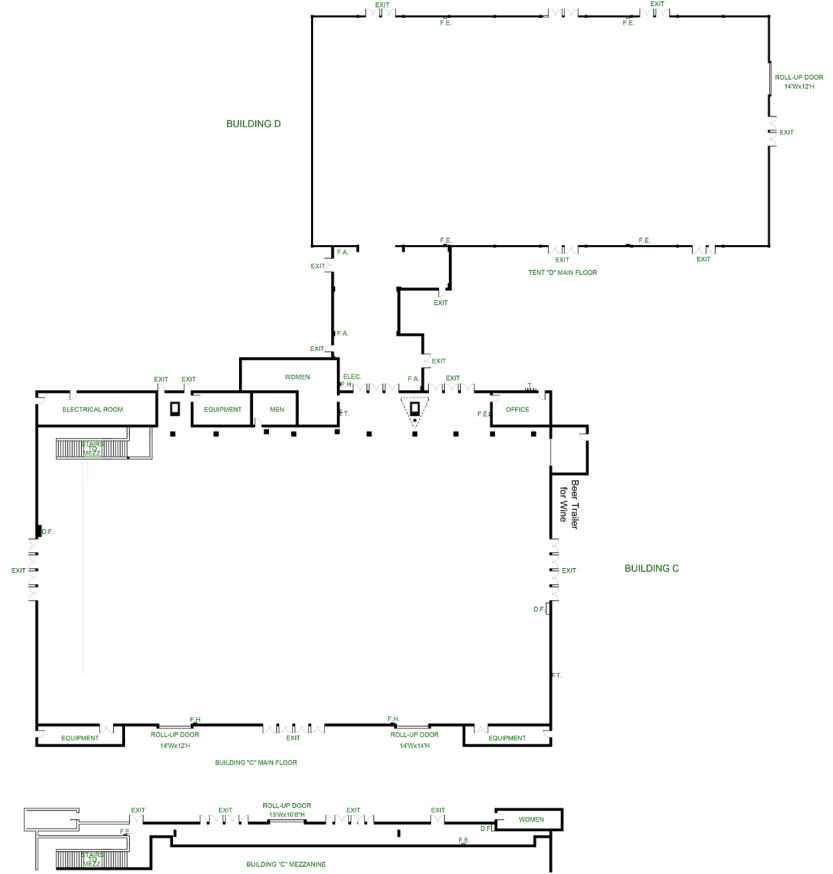 EXIT
EXIT
F.E.
F.E.
ROLL-UP DOOR
14'Wx12'H
BUILDING D
EXIT
F.E.
F.E.
F.A.
EXIT
EXIT
EXIT
TENT "D" MAIN FLOOR
EXIT
F.A.
EXIT
EXIT
WOMEN
ELEC.
F.H.
F.A.
EXIT
EXIT
EXIT
T.
ELECTRICAL ROOM
EQUIPMENT
MEN
F.T.
F.E.
OFFICE
STAIRS
TO
MEZZ.
Beer Trailer
for Wine
D.F.
EXIT
EXIT
BUILDING C
D.F.
F.T.
F.H.
F.H.
EQUIPMENT
ROLL-UP DOOR
14'Wx12'H
EXIT
ROLL-UP DOOR
14'Wx14'H
EQUIPMENT
BUILDING "C" MAIN FLOOR
EXIT
EXIT
ROLL-UP DOOR
15'Wx10'6"H
EXIT
EXIT
WOMEN
F.E.
D.F.
F.E.
STAIRS
TO
MEZZ.
BUILDING "C" MEZZANINE